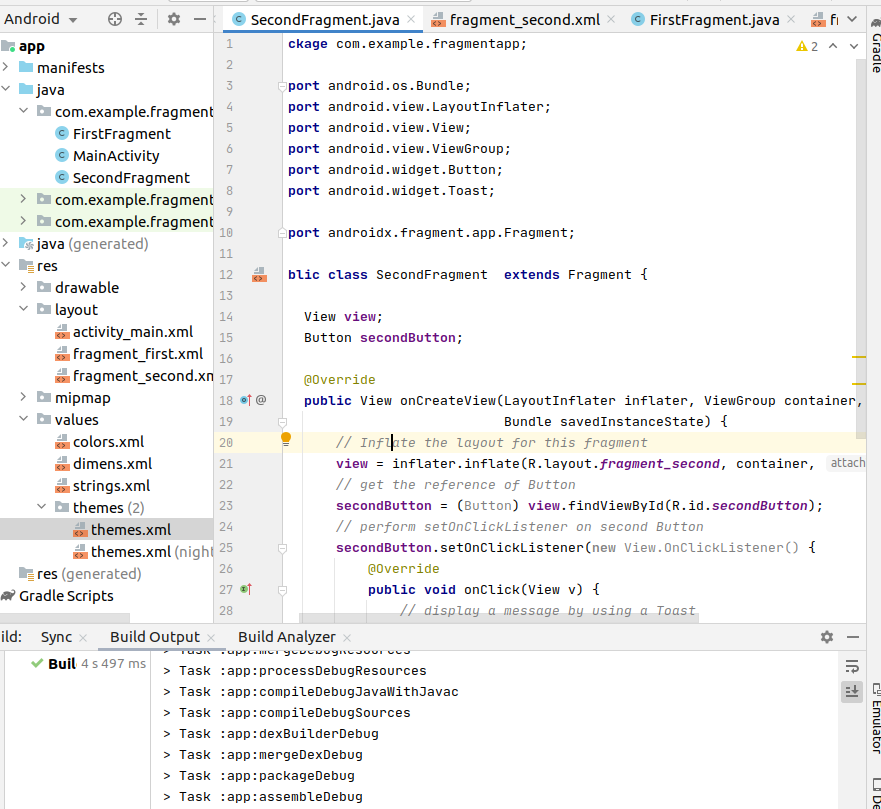 Android
SecondFragment.java
fragment_second.xml
FirstFragment.java
app
manifests
java
com.example.fragment
FirstFragment
MainActivity
SecondFragment
com.example.fragment
com.example.fragment
java (generated)
res
drawable
layout
activity_main.xml
fragment_first.xml
fragment_second.xm
mipmap
values
colors.xml
dimens.xml
strings.xml
themes (2)
themes.xml
themes.xml (nigh
res (generated)
Gradle Scripts
2
1 ckage com.example.fragmentapp;
2
3 port android.os.Bundle;
4 port android.view.LayoutInflater;
5 port android.view.View;
6 port android.view.ViewGroup;
7 port android.widget.Button;
8 port android.widget.Toast;
9
10 port androidx.fragment.app.Fragment;
11
12 blic class SecondFragment  extends Fragment {
13
14 View view;
15 Button secondButton;
16
17 @Override
18 @ public View onCreateView(LayoutInflater inflater, ViewGroup container,
19 Bundle savedInstanceState) {
20 // Inflate the layout for this fragment
21 view = inflater.inflate(R.layout.fragment_second, container, attach
22 // get the reference of Button
23 secondButton = (Button) view.findViewById(R.id.secondButton);
24 // perform setOnClickListener on second Button
25 secondButton.setOnClickListener(new View.OnClickListener() {
26 @Override
27 public void onClick(View v) {
28 // display a message by using a Toast
Gradle
Emulator
ild: Sync Build Output Build Analyzer
Buil 4 s 497 ms
> Task :app:mergeDebugResources
> Task :app:processDebugResources
> Task :app:compileDebugJavaWithJavac
> Task :app:compileDebugSources
> Task :app:dexBuilderDebug
> Task :app:mergeDexDebug
> Task :app:packageDebug
> Task :app:assembleDebug